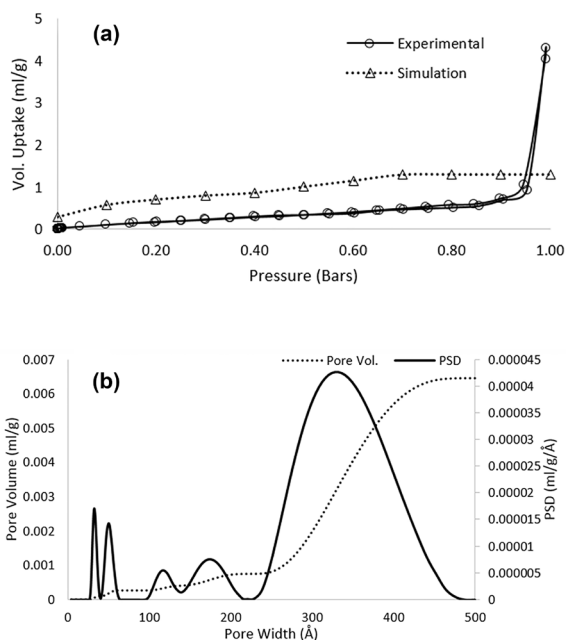 (a)
5
4
3
2
1
0
Vol. Uptake (ml/g)
Experimental
Simulation
0.00 0.20 0.40 0.60 0.80 1.00
Pressure (Bars)
(b)
Pore Vol. PSD
0.007
0.006
0.005
0.004
0.003
0.002
0.001
0
Pore Volume (ml/g)
0.000045
0.00004
0.000035
0.00003
0.000025
0.00002
0.000015
0.00001
0.000005
0
PSD (ml/g/Å)
0 100 200 300 400 500
Pore Width (Å)